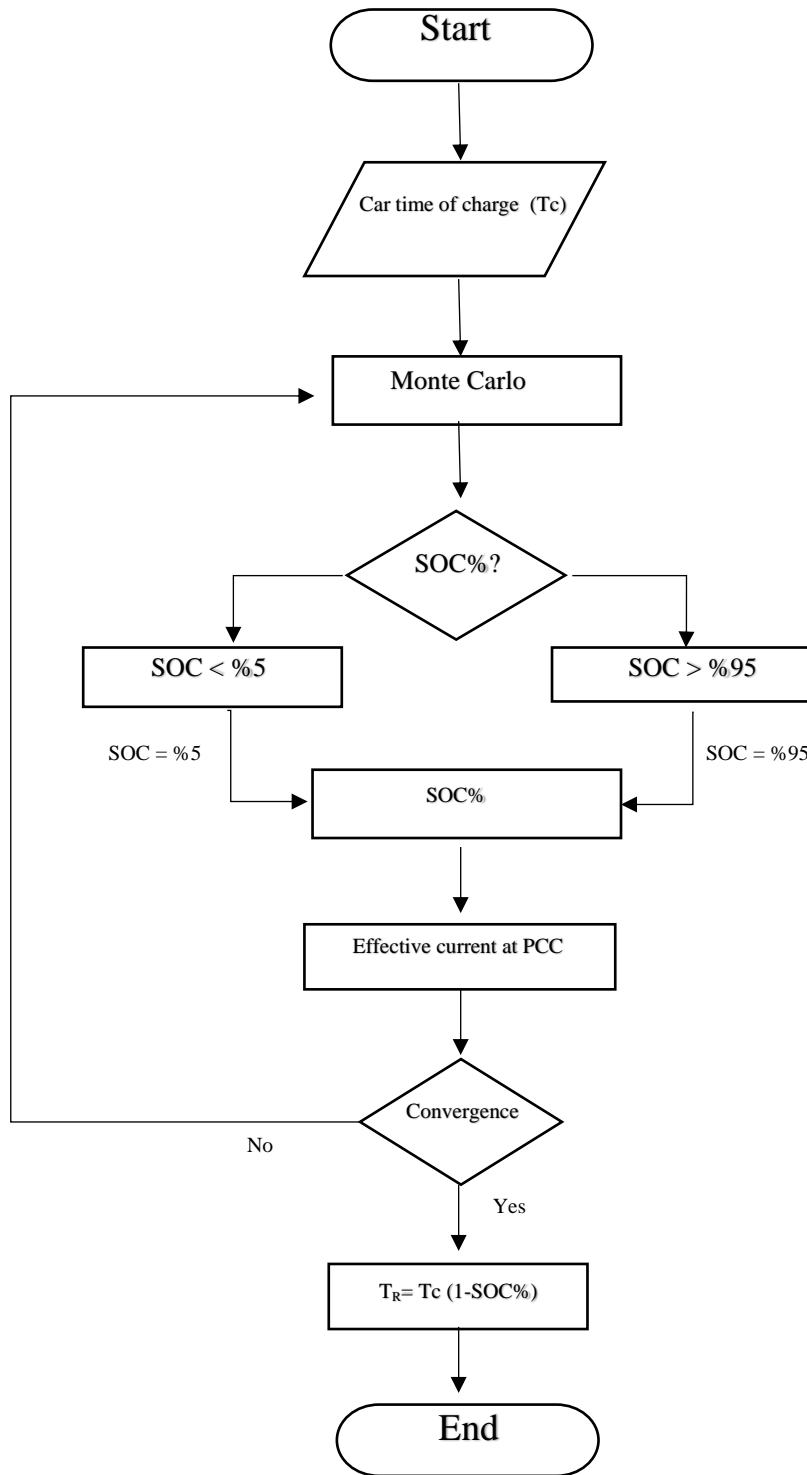 Start
Car time of charge (Tc)
Monte Carlo
SOC%?
SOC < %5
SOC > %95
SOC = %5
SOC = %95
SOC%
Effective current at PCC
Convergence
No
Yes
T_R= Tc (1-SOC%)
End